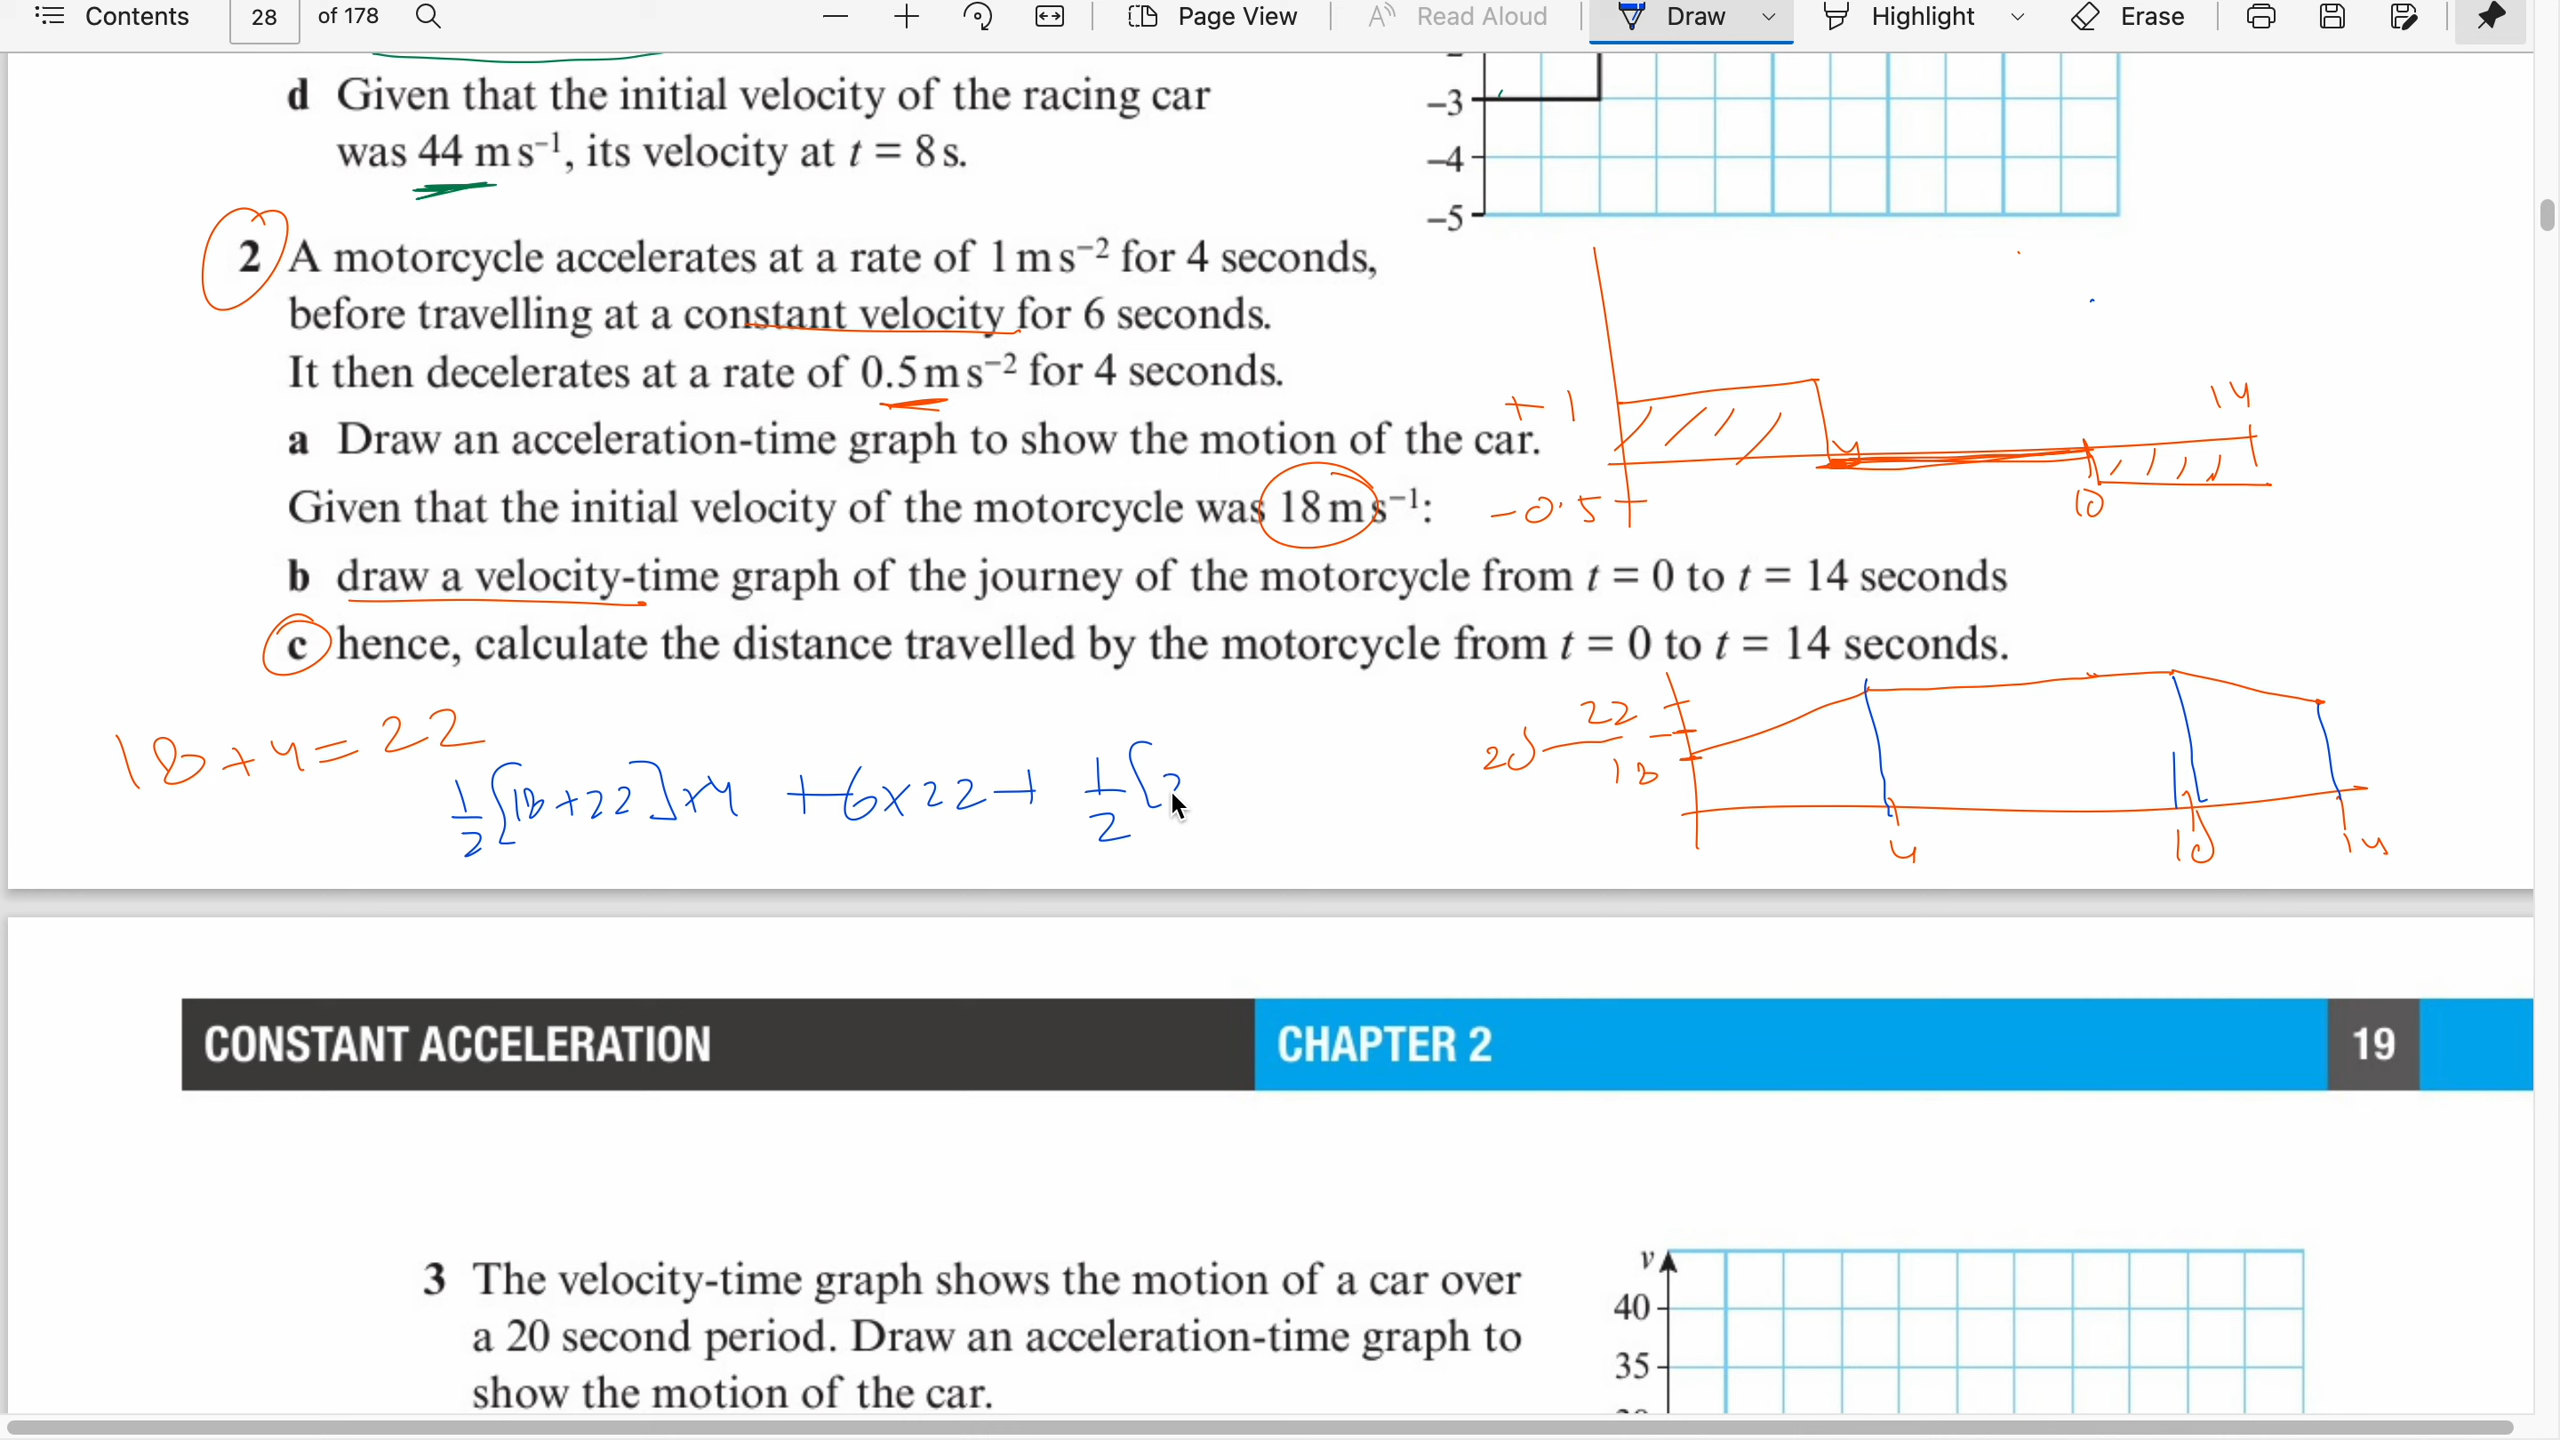 Contents 28 of 178 Page View Read Aloud Draw Highlight Erase
d Given that the initial velocity of the racing car
was 44 m s⁻¹, its velocity at t = 8 s.
–3
–4
–5
2 A motorcycle accelerates at a rate of 1 m s⁻² for 4 seconds,
before travelling at a constant velocity for 6 seconds.
It then decelerates at a rate of 0.5 m s⁻² for 4 seconds.
a Draw an acceleration-time graph to show the motion of the car.
Given that the initial velocity of the motorcycle was 18 m s⁻¹:
b draw a velocity-time graph of the journey of the motorcycle from t = 0 to t = 14 seconds
c hence, calculate the distance travelled by the motorcycle from t = 0 to t = 14 seconds.
+1
-0.5
4
10
14
18+4=22
1/2[18+22]×4 +6×22+ 1/2[2
22
20
18
4
10
14
CONSTANT ACCELERATION CHAPTER 2 19
3 The velocity-time graph shows the motion of a car over
a 20 second period. Draw an acceleration-time graph to
show the motion of the car.
v
40
35